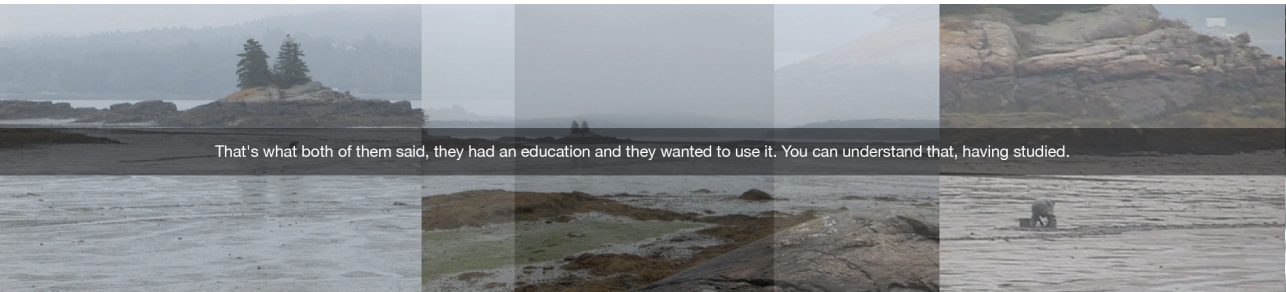 That's what both of them said, they had an education and they wanted to use it. You can understand that, having studied.